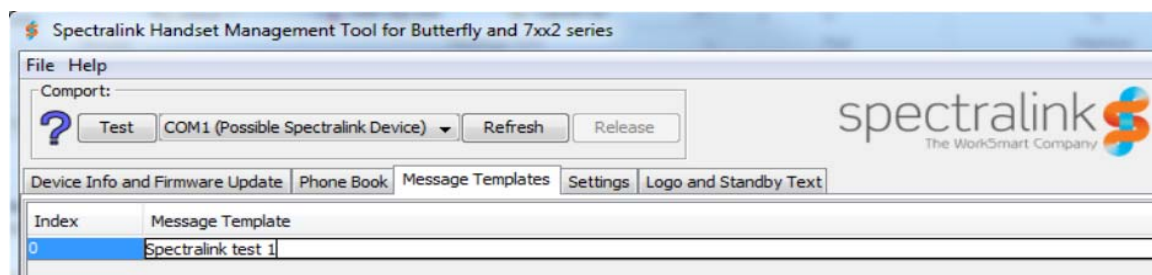 Spectralink Handset Management Tool for Butterfly and 7xx2 series
File Help
Comport:
? Test COM1 (Possible Spectralink Device) Refresh Release
spectralink
The WorkSmart Company
Device Info and Firmware Update Phone Book Message Templates Settings Logo and Standby Text
Index Message Template
0 Spectralink test 1